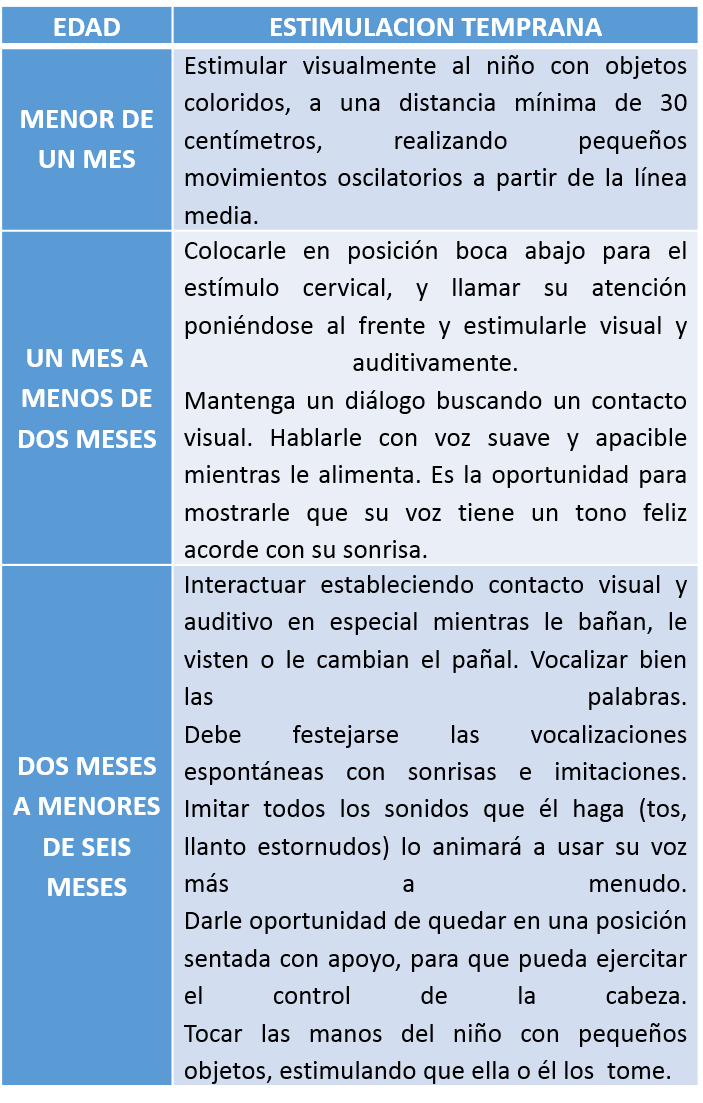 EDAD
ESTIMULACION TEMPRANA
MENOR DE
UN MES
Estimular visualmente al niño con objetos
coloridos, a una distancia mínima de 30
centímetros, realizando pequeños
movimientos oscilatorios a partir de la línea
media.
UN MES A
MENOS DE
DOS MESES
Colocarle en posición boca abajo para el
estímulo cervical, y llamar su atención
poniéndose al frente y estimularle visual y
auditivamente.
Mantenga un diálogo buscando un contacto
visual. Hablarle con voz suave y apacible
mientras le alimenta. Es la oportunidad para
mostrarle que su voz tiene un tono feliz
acorde con su sonrisa.
DOS MESES
A MENORES
DE SEIS
MESES
Interactuar estableciendo contacto visual y
auditivo en especial mientras le bañan, le
visten o le cambian el pañal. Vocalizar bien
las palabras.
Debe festejarse las vocalizaciones
espontáneas con sonrisas e imitaciones.
Imitar todos los sonidos que él haga (tos,
llanto estornudos) lo animará a usar su voz
más a menudo.
Darle oportunidad de quedar en una posición
sentada con apoyo, para que pueda ejercitar
el control de la cabeza.
Tocar las manos del niño con pequeños
objetos, estimulando que ella o él los tome.